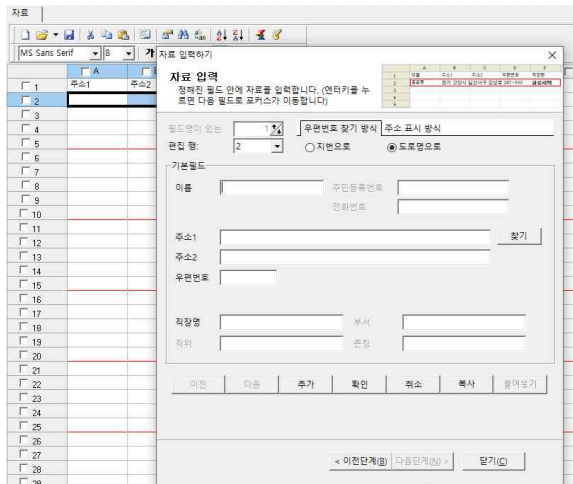 자료
MS Sans Serif 8 가
A
주소1 주소2
1
2
3
4
5
6
7
8
9
10
11
12
13
14
15
16
17
18
19
20
21
22
23
24
25
26
27
28
29
자료 입력하기
자료 입력
정해진 필드 안에 자료를 입력합니다. (엔터키를 누
르면 다음 필드로 포커스가 이동합니다)
필드명이 있는 1
우편번호 찾기 방식 주소 표시 방식
편집 행: 2 지번으로 도로명으로
기본필드
이름 주민등록번호
전화번호
주소1 찾기
주소2
우편번호
직장명 부서
직위 존칭
이전 다음 추가 확인 취소 복사 붙여넣기
< 이전단계(B) 다음단계(N) > 닫기(C)